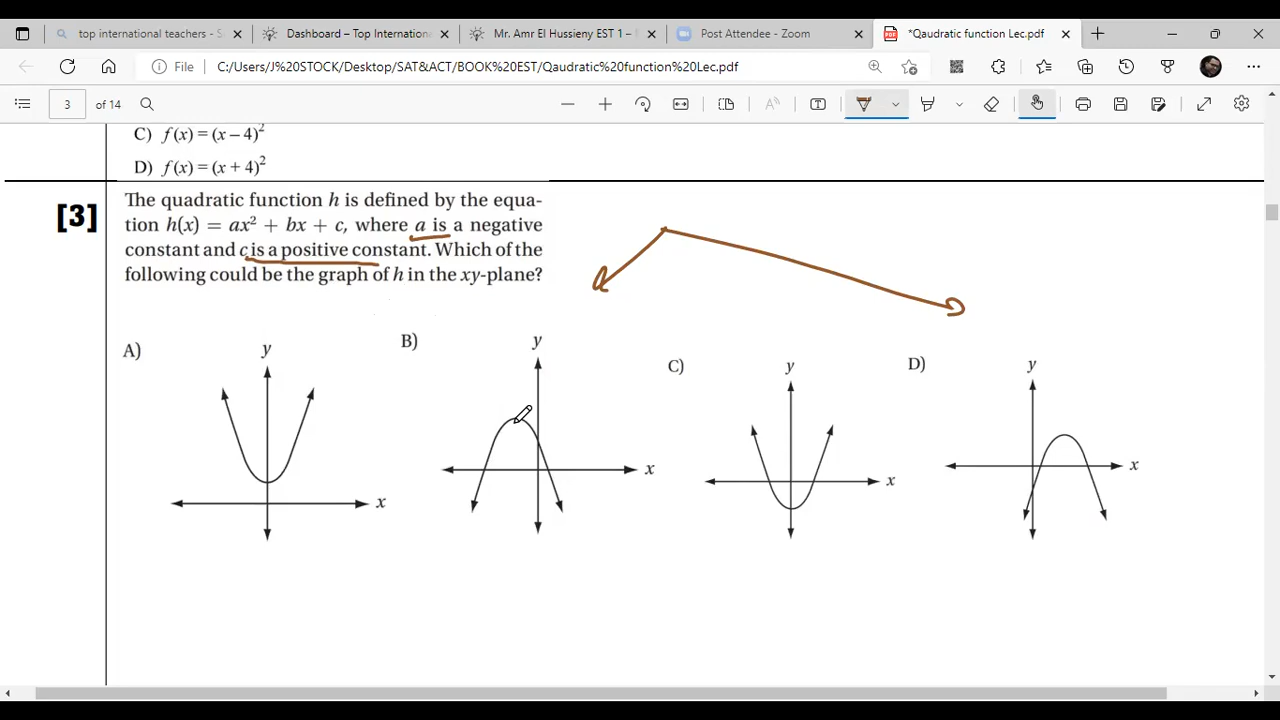 top international teachers - S
Dashboard – Top Internation
Mr. Amr El Hussieny EST 1 –
Post Attendee - Zoom
*Qaudratic function Lec.pdf
File
C:/Users/J%20STOCK/Desktop/SAT&ACT/BOOK%20EST/Qaudratic%20function%20Lec.pdf
3 of 14
C) f(x) = (x – 4)²
D) f(x) = (x + 4)²
[3] The quadratic function h is defined by the equa-
tion h(x) = ax² + bx + c, where a is a negative
constant and c is a positive constant. Which of the
following could be the graph of h in the xy-plane?
A) y x
B) y x
C) y x
D) y x